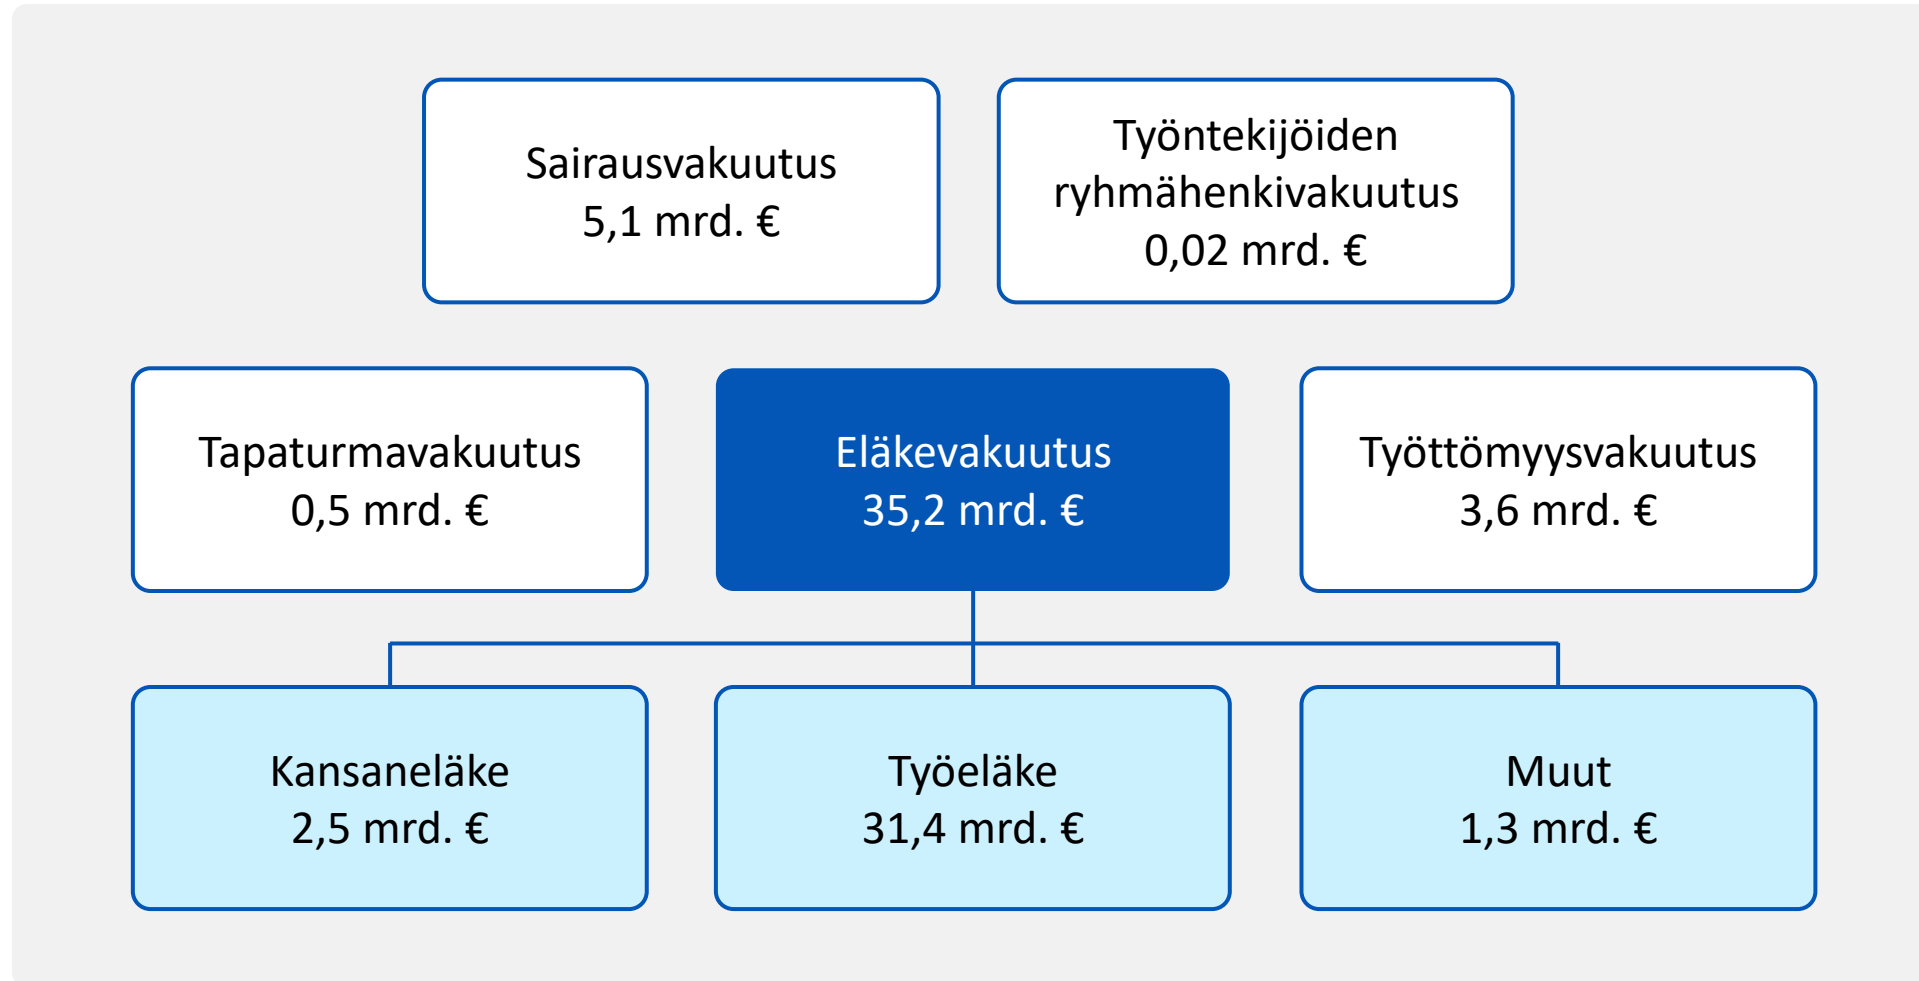 Sairausvakuutus
5,1 mrd. €
Työntekijöiden
ryhmähenkivakuutus
0,02 mrd. €
Tapaturmavakuutus
0,5 mrd. €
Eläkevakuutus
35,2 mrd. €
Työttömyysvakuutus
3,6 mrd. €
Kansaneläke
2,5 mrd. €
Työeläke
31,4 mrd. €
Muut
1,3 mrd. €